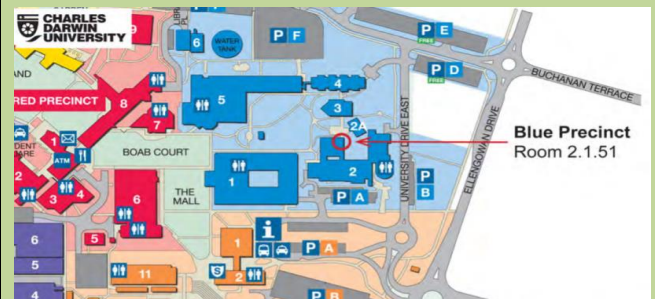 CHARLES
DARWIN
UNIVERSITY
9
6
WATER
TANK
P F
P E
FREE
P D
FREE
BUCHANAN TERRACE
RED PRECINCT
8
7
5
4
3
2A
Blue Precinct
Room 2.1.51
1
ATM
BOAB COURT
UNIVERSITY DRIVE EAST
ELLENGOWAN DRIVE
2
3
4
6
THE
MALL
1
2
P
B
P A
5
6
5
4
11
i
1
2
S
P A
P B